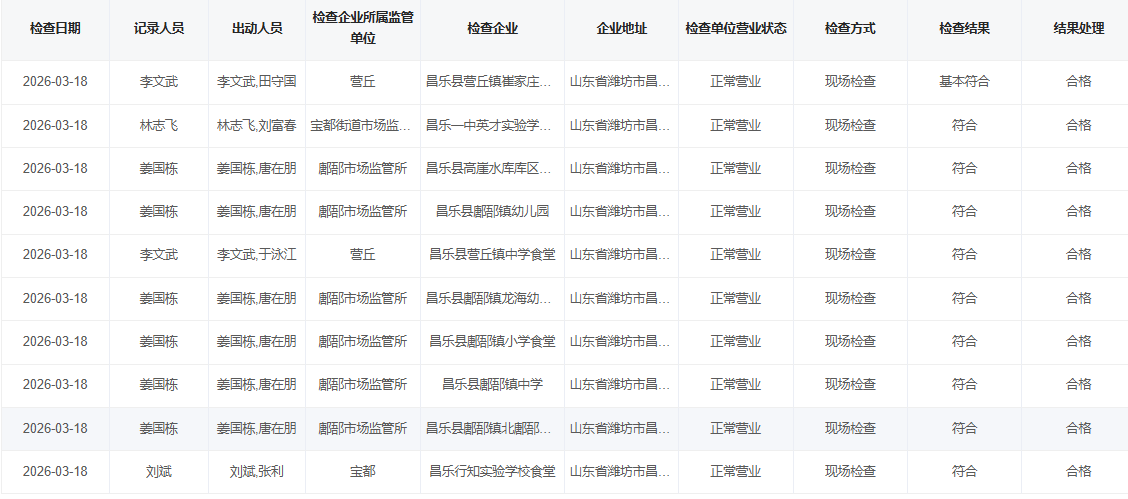 检查日期 记录人员 出动人员 检查企业所属监管单位 检查企业 企业地址 检查单位营业状态 检查方式 检查结果 结果处理
2026-03-18 李文武 李文武,田守国 营丘 昌乐县营丘镇崔家庄... 山东省潍坊市昌... 正常营业 现场检查 基本符合 合格
2026-03-18 林志飞 林志飞,刘富春 宝都街道市场监... 昌乐一中英才实验学... 山东省潍坊市昌... 正常营业 现场检查 符合 合格
2026-03-18 姜国栋 姜国栋,唐在朋 鄌郚市场监管所 昌乐县高崖水库库区... 山东省潍坊市昌... 正常营业 现场检查 符合 合格
2026-03-18 姜国栋 姜国栋,唐在朋 鄌郚市场监管所 昌乐县鄌郚镇幼儿园 山东省潍坊市昌... 正常营业 现场检查 符合 合格
2026-03-18 李文武 李文武,于泳江 营丘 昌乐县营丘镇中学食堂 山东省潍坊市昌... 正常营业 现场检查 符合 合格
2026-03-18 姜国栋 姜国栋,唐在朋 鄌郚市场监管所 昌乐县鄌郚镇龙海幼... 山东省潍坊市昌... 正常营业 现场检查 符合 合格
2026-03-18 姜国栋 姜国栋,唐在朋 鄌郚市场监管所 昌乐县鄌郚镇小学食堂 山东省潍坊市昌... 正常营业 现场检查 符合 合格
2026-03-18 姜国栋 姜国栋,唐在朋 鄌郚市场监管所 昌乐县鄌郚镇中学 山东省潍坊市昌... 正常营业 现场检查 符合 合格
2026-03-18 姜国栋 姜国栋,唐在朋 鄌郚市场监管所 昌乐县鄌郚镇北鄌郚... 山东省潍坊市昌... 正常营业 现场检查 符合 合格
2026-03-18 刘斌 刘斌,张利 宝都 昌乐行知实验学校食堂 山东省潍坊市昌... 正常营业 现场检查 符合 合格